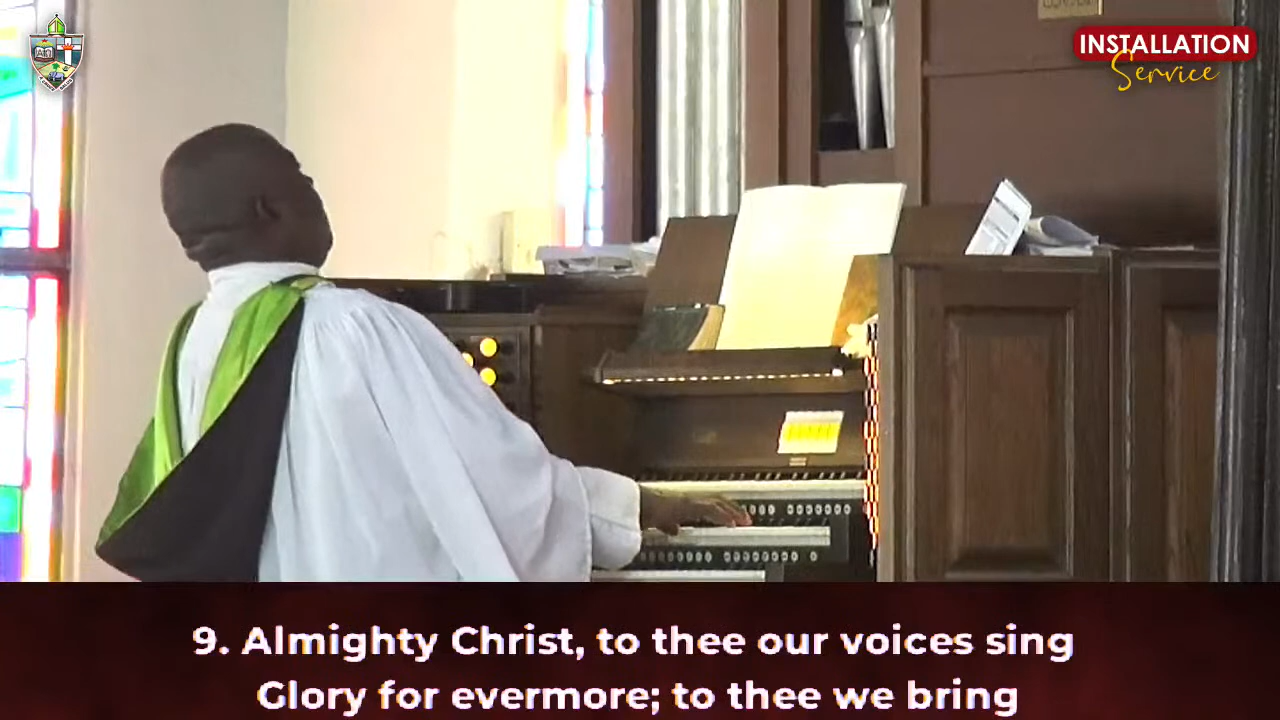 INSTALLATION
Service
9. Almighty Christ, to thee our voices sing
Glory for evermore; to thee we bring